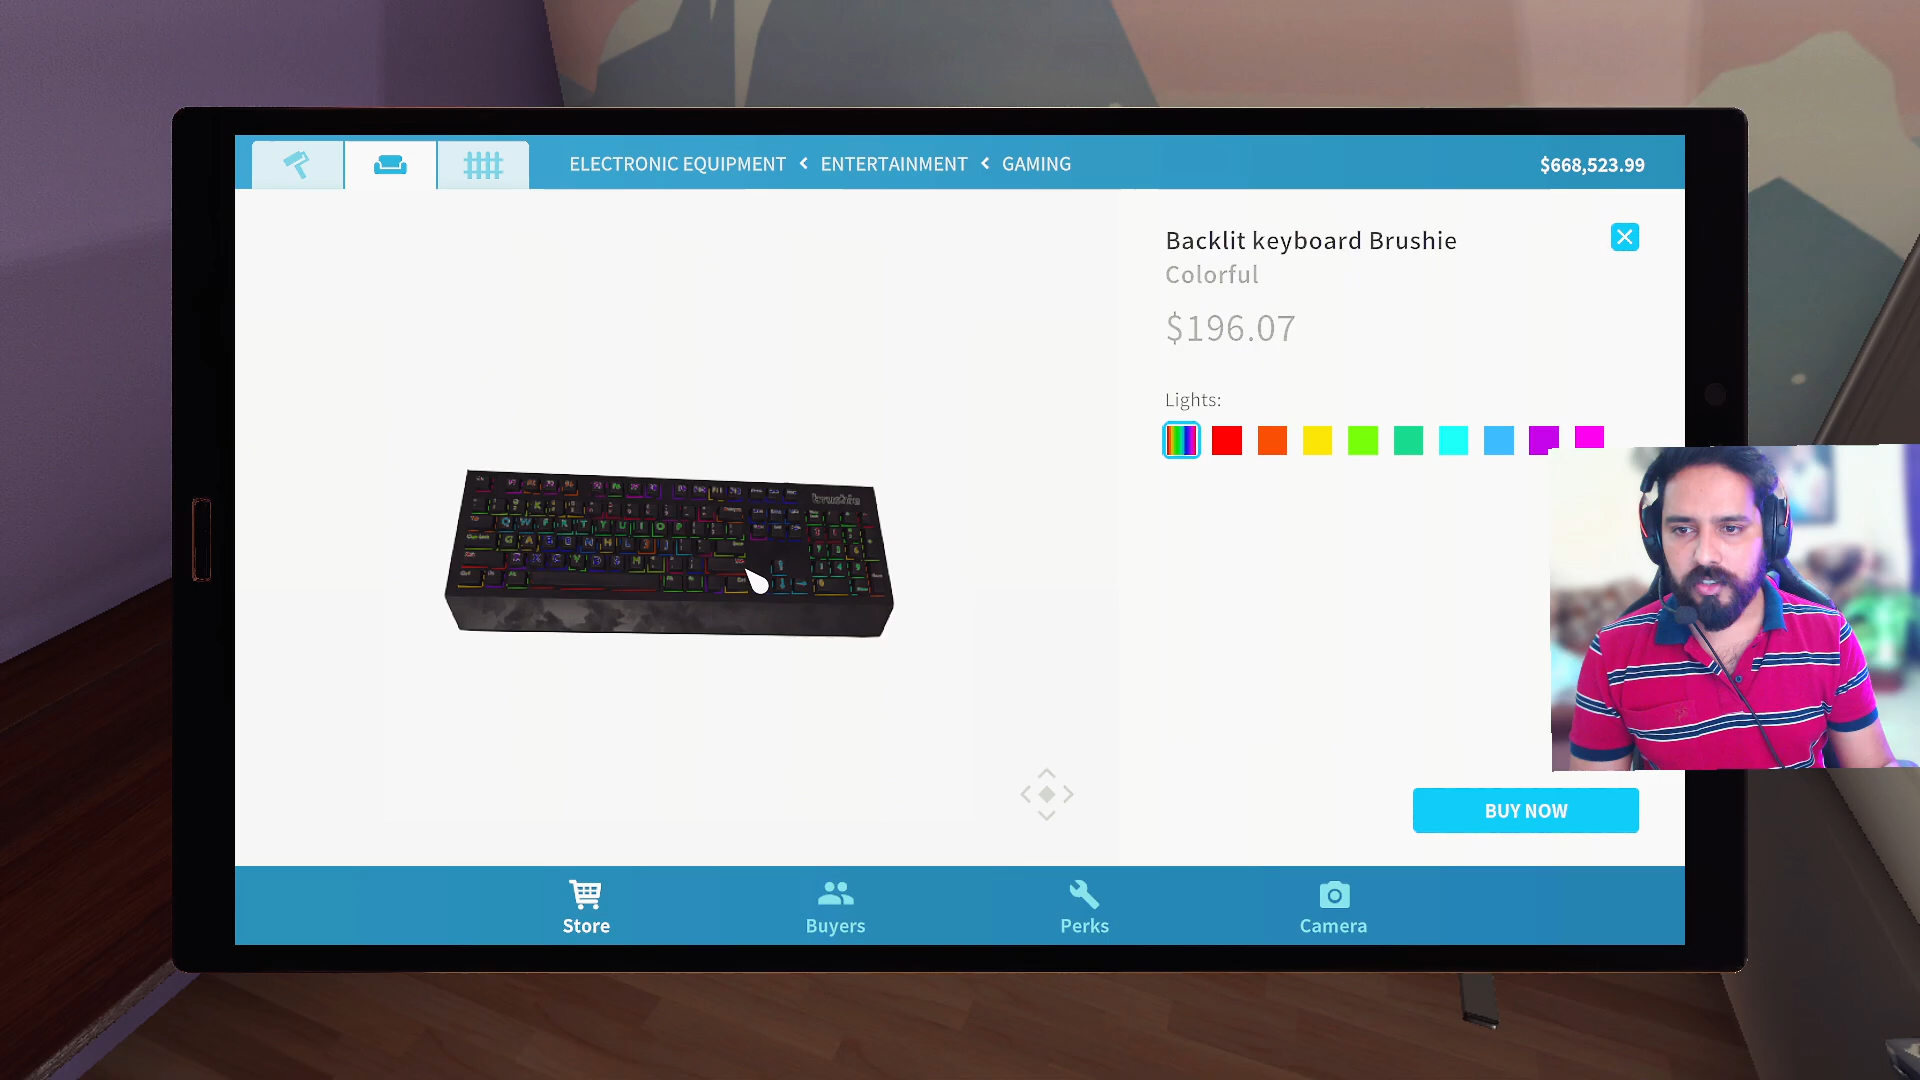 ELECTRONIC EQUIPMENT < ENTERTAINMENT < GAMING
$668,523.99
Backlit keyboard Brushie
Colorful
$196.07
Lights:
brushie
BUY NOW
Store
Buyers
Perks
Camera